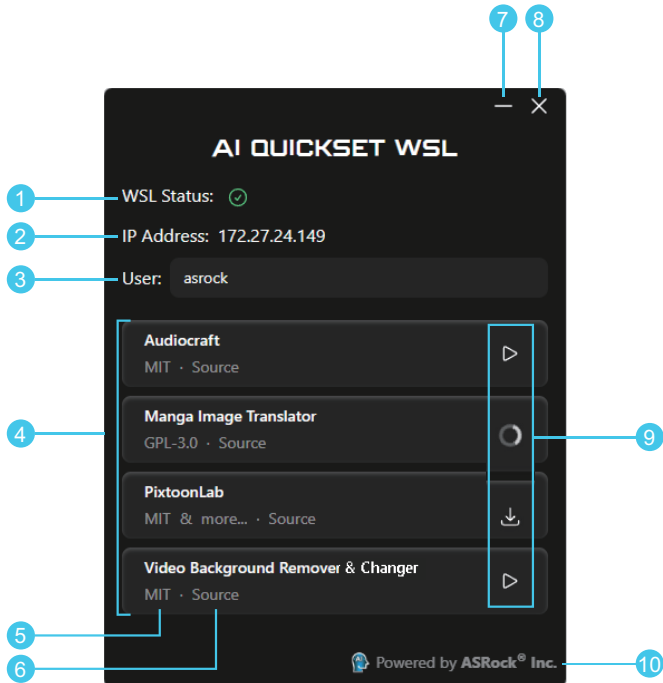 7 8
AI QUICKSET WSL
1 WSL Status:
2 IP Address: 172.27.24.149
3 User: asrock
Audiocraft
MIT · Source
4 Manga Image Translator 9
GPL-3.0 · Source
PixtoonLab
MIT & more... · Source
Video Background Remover & Changer
MIT · Source
5
6
Powered by ASRock® Inc. 10